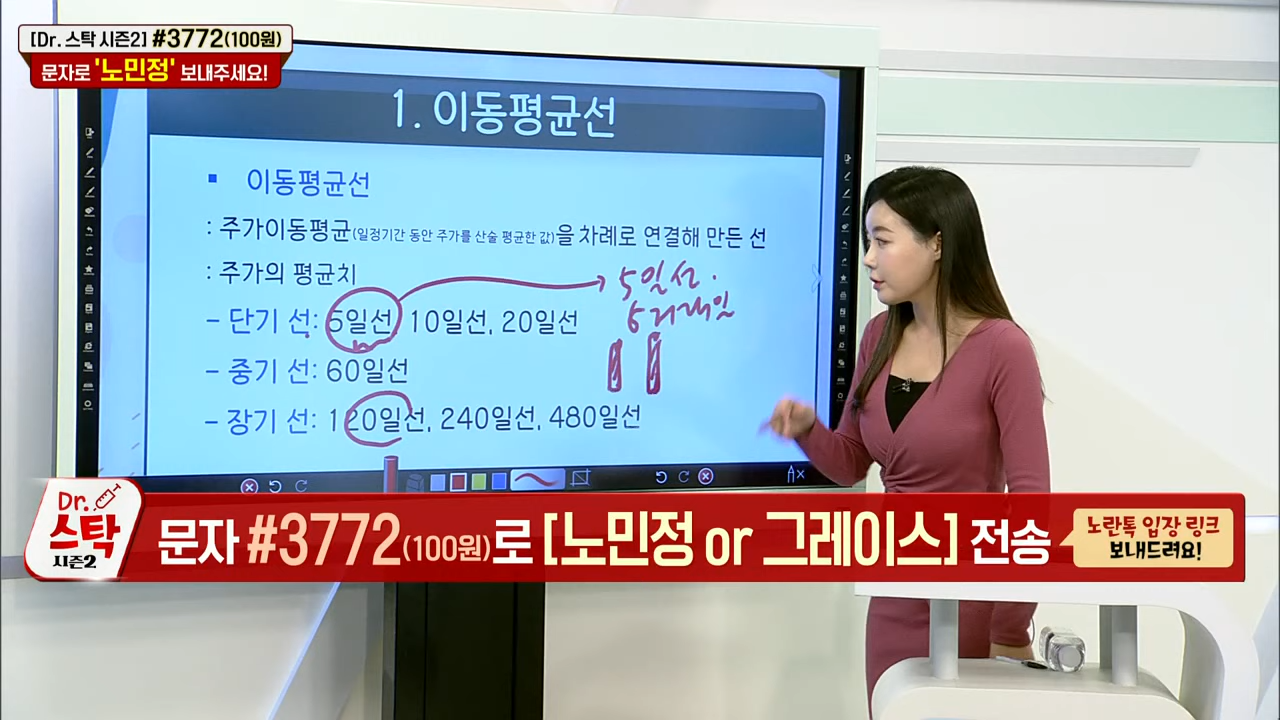 [Dr. 스탁 시즌2] #3772(100원)
문자로 '노민정' 보내주세요!
1. 이동평균선
▪ 이동평균선
: 주가이동평균(일정기간 동안 주가를 산술 평균한 값)을 차례로 연결해 만든 선
: 주가의 평균치
5일선.
- 단기 선: 5일선, 10일선, 20일선
5거래일
- 중기 선: 60일선
- 장기 선: 120일선, 240일선, 480일선
Dr.
스탁
시즌2
문자 #3772(100원)로 [노민정 or 그레이스] 전송
노란톡 입장 링크
보내드려요!